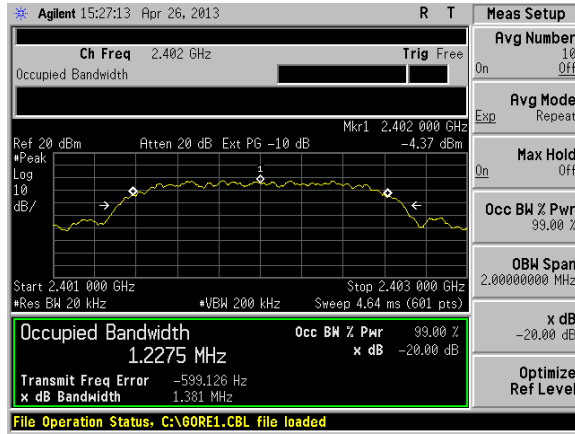 Agilent 15:27:13 Apr 26, 2013 R T
Meas Setup
Ch Freq 2.402 GHz Trig Free
Occupied Bandwidth
Mkr1 2.402 000 GHz
Ref 20 dBm Atten 20 dB Ext PG -10 dB -4.37 dBm
#Peak
1
Log
10
dB/
Start 2.401 000 GHz Stop 2.403 000 GHz
#Res BW 20 kHz #VBW 200 kHz Sweep 4.64 ms (601 pts)
Occupied Bandwidth Occ BW % Pwr 99.00 %
1.2275 MHz x dB -20.00 dB
Transmit Freq Error -599.126 Hz
x dB Bandwidth 1.381 MHz
File Operation Status, C:\GORE1.CBL file loaded
Avg Number
10
On Off
Avg Mode
Exp Repeat
Max Hold
On Off
Occ BW % Pwr
99.00 %
OBW Span
2.00000000 MHz
x dB
-20.00 dB
Optimize
Ref Level